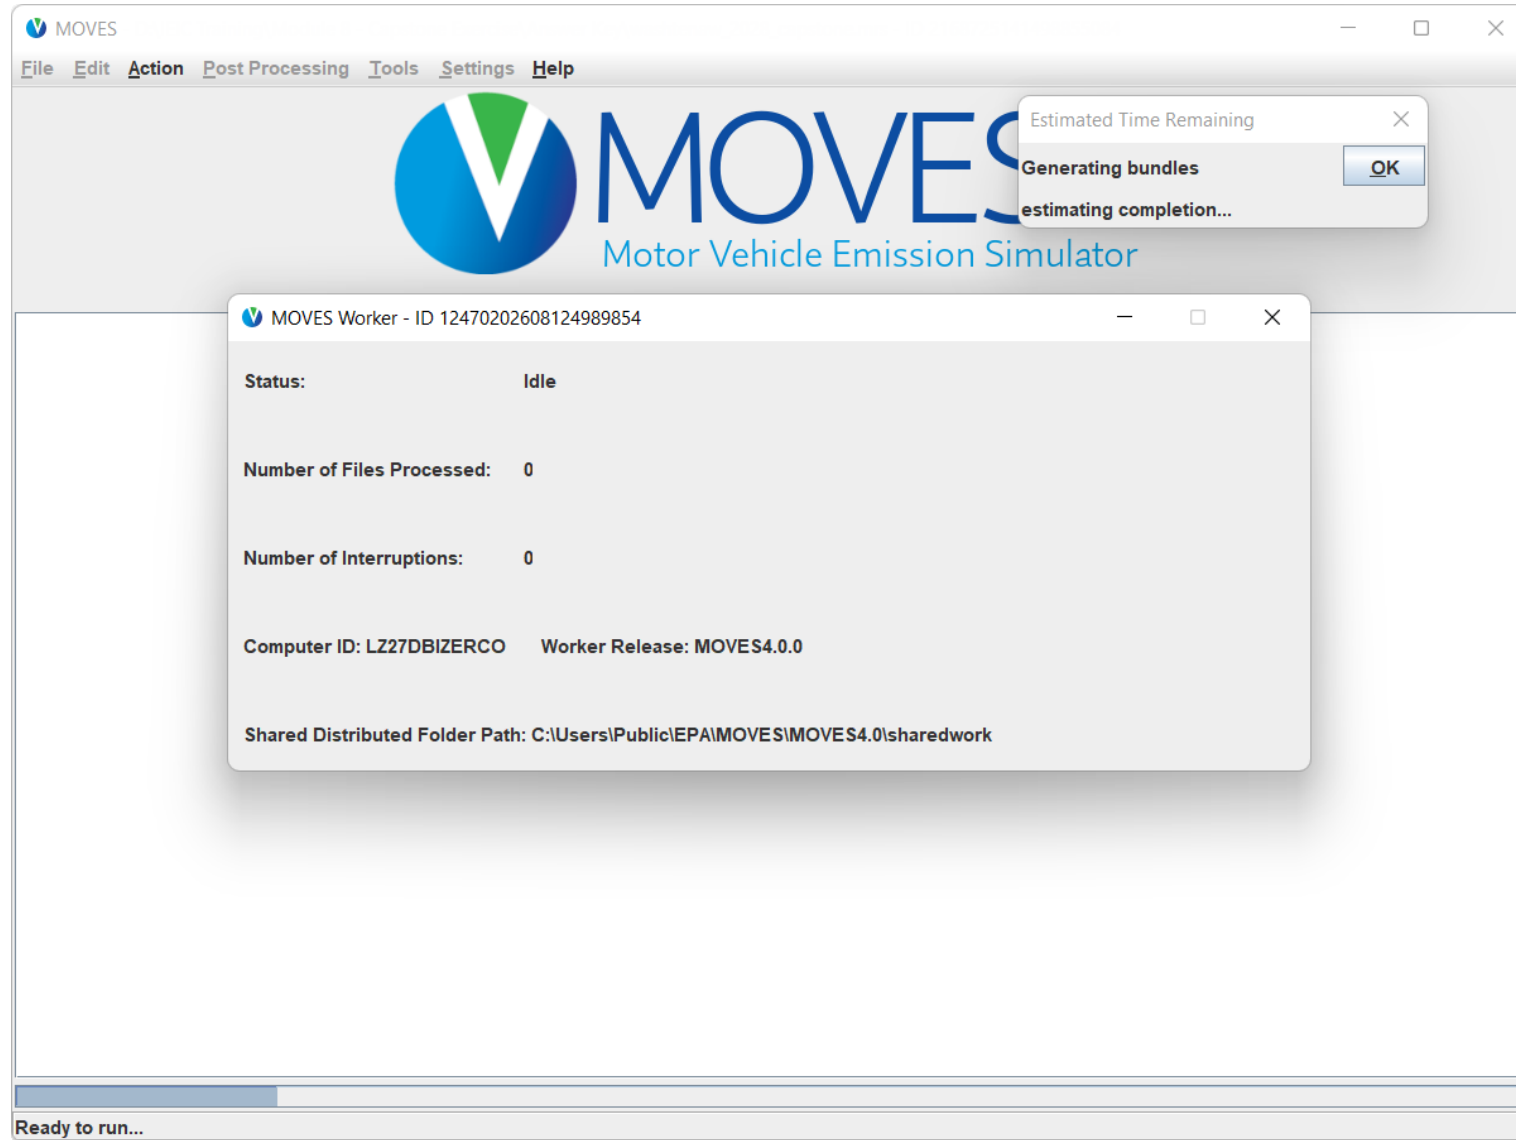 MOVES
File Edit Action Post Processing Tools Settings Help
MOVES
Motor Vehicle Emission Simulator
Estimated Time Remaining
Generating bundles
OK
estimating completion...
MOVES Worker - ID 12470202608124989854
Status: Idle
Number of Files Processed: 0
Number of Interruptions: 0
Computer ID: LZ27DBIZERCO Worker Release: MOVES4.0.0
Shared Distributed Folder Path: C:\Users\Public\EPA\MOVES\MOVES4.0\sharedwork
Ready to run...